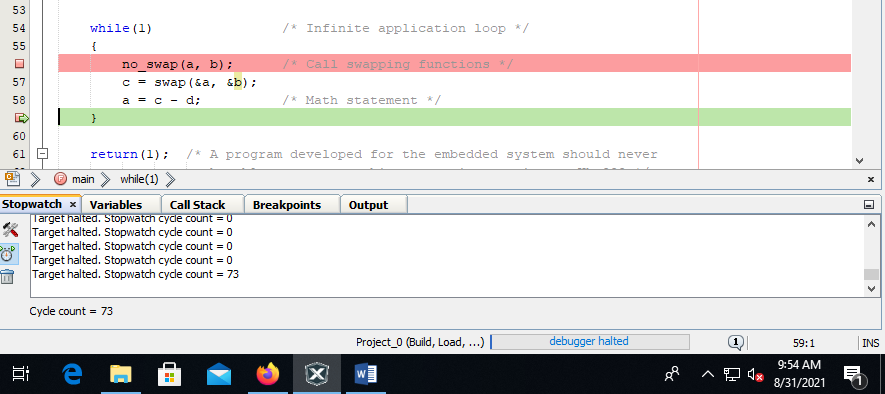 53
54 while(1) /* Infinite application loop */
55 {
no_swap(a, b); /* Call swapping functions */
57 c = swap(&a, &b);
58 a = c - d; /* Math statement */
}
60
61 return(1); /* A program developed for the embedded system should never
main while(1)
Stopwatch × Variables Call Stack Breakpoints Output
Target halted. Stopwatch cycle count = 0
Target halted. Stopwatch cycle count = 0
Target halted. Stopwatch cycle count = 0
Target halted. Stopwatch cycle count = 0
Target halted. Stopwatch cycle count = 73
Cycle count = 73
Project_0 (Build, Load, ...) debugger halted 1 59:1 INS
9:54 AM
8/31/2021 1